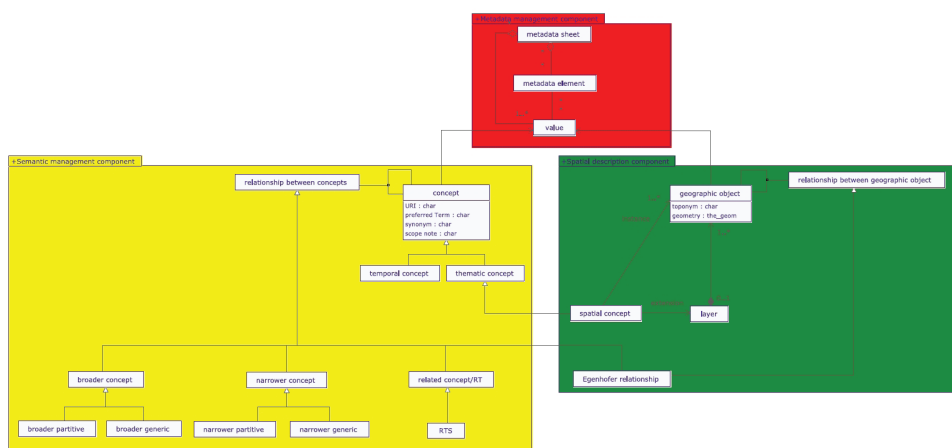 +Metadata management component
metadata sheet
metadata element
value
+Semantic management component
relationship between concepts
concept
URI : char
preferred Term : char
synonym : char
scope note : char
temporal concept
thematic concept
broader concept
narrower concept
related concept/RT
broader partitive
broader generic
narrower partitive
narrower generic
RTS
+Spatial description component
geographic object
toponym : char
geometry : the_geom
relationship between geographic object
spatial concept
layer
Egenhofer relationship